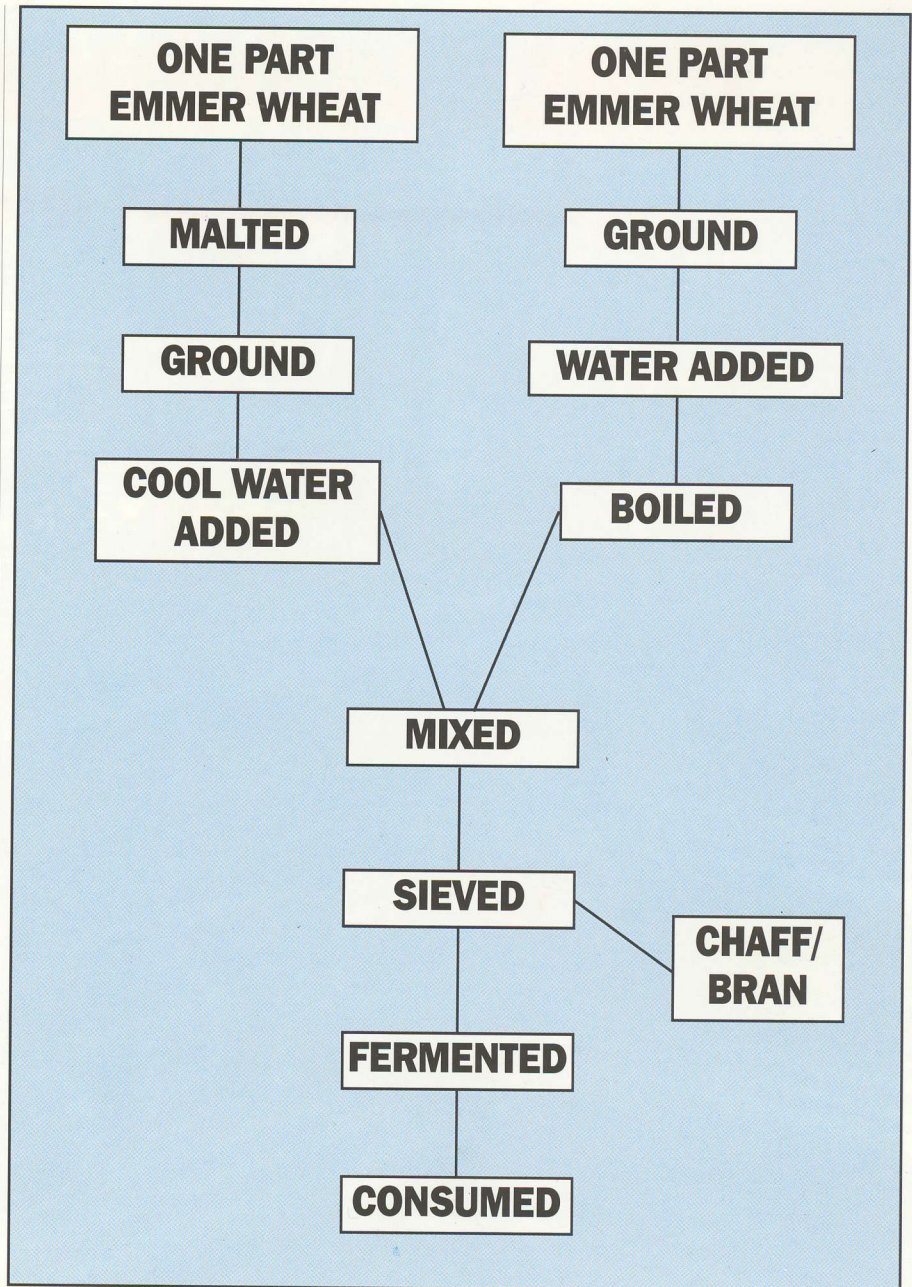 ONE PART
EMMER WHEAT
MALTED
GROUND
COOL WATER
ADDED
ONE PART
EMMER WHEAT
GROUND
WATER ADDED
BOILED
MIXED
SIEVED
CHAFF/
BRAN
FERMENTED
CONSUMED